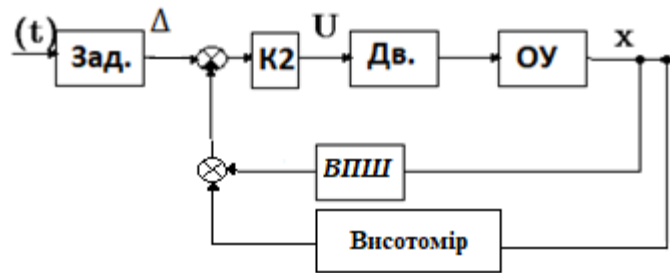 (t)
Зад.
Δ
К2
U
Дв.
ОУ
x
ВПШ
Висотомір